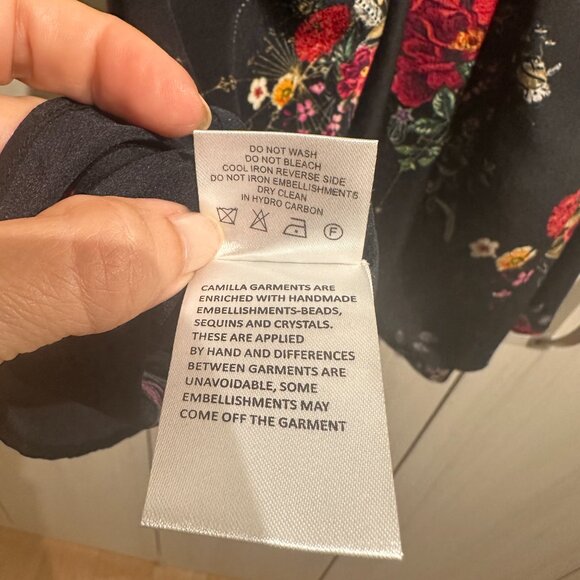 DO NOT WASH
DO NOT BLEACH
COOL IRON REVERSE SIDE
DO NOT IRON EMBELLISHMENTS
DRY CLEAN
IN HYDRO CARBON
F
CAMILLA GARMENTS ARE
ENRICHED WITH HANDMADE
EMBELLISHMENTS-BEADS,
SEQUINS AND CRYSTALS.
THESE ARE APPLIED
BY HAND AND DIFFERENCES
BETWEEN GARMENTS ARE
UNAVOIDABLE, SOME
EMBELLISHMENTS MAY
COME OFF THE GARMENT